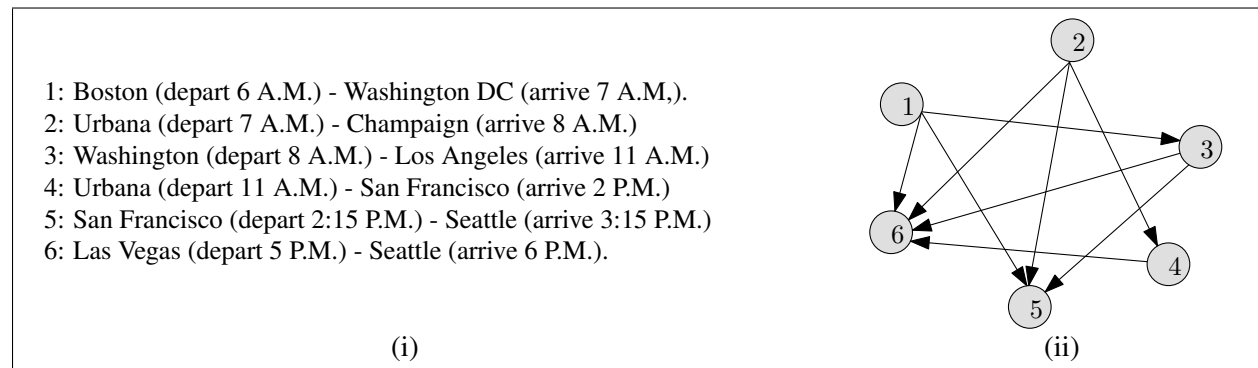 1: Boston (depart 6 A.M.) - Washington DC (arrive 7 A.M,).
2: Urbana (depart 7 A.M.) - Champaign (arrive 8 A.M.)
3: Washington (depart 8 A.M.) - Los Angeles (arrive 11 A.M.)
4: Urbana (depart 11 A.M.) - San Francisco (arrive 2 P.M.)
5: San Francisco (depart 2:15 P.M.) - Seattle (arrive 3:15 P.M.)
6: Las Vegas (depart 5 P.M.) - Seattle (arrive 6 P.M.).
(i)
2
1
3
6
4
5
(ii)